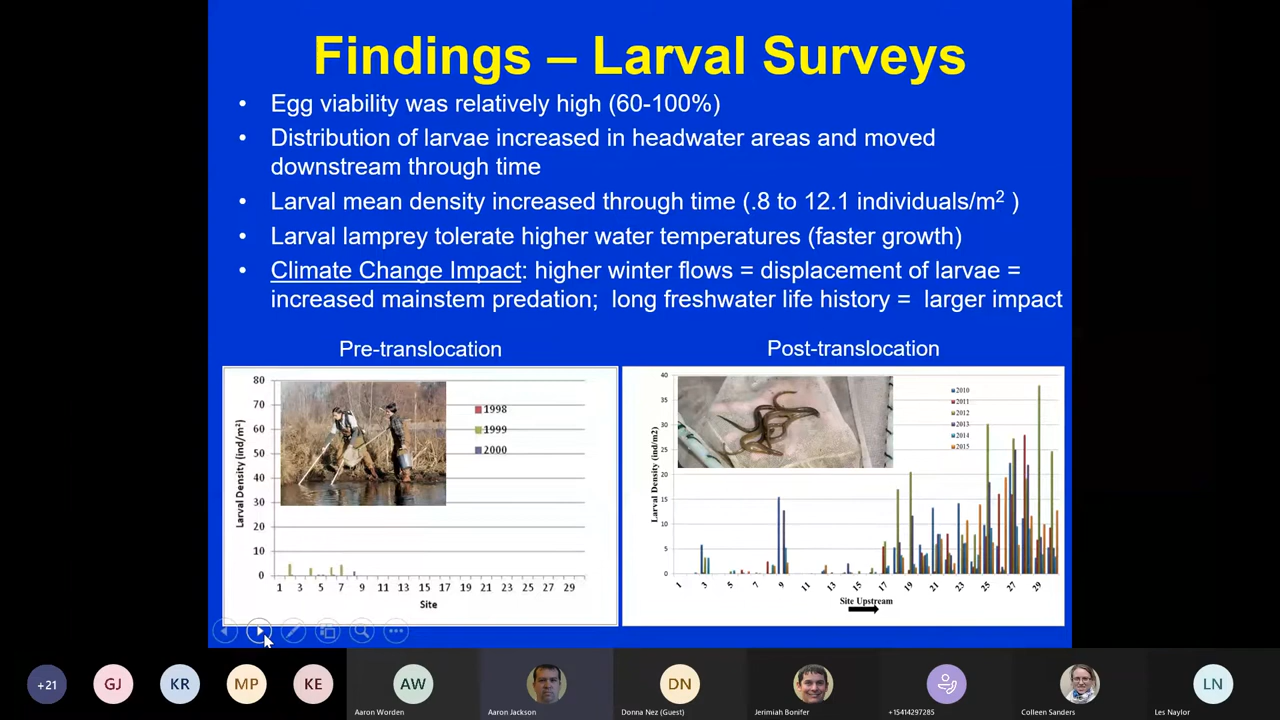 Findings – Larval Surveys
• Egg viability was relatively high (60-100%)
• Distribution of larvae increased in headwater areas and moved
downstream through time
• Larval mean density increased through time (.8 to 12.1 individuals/m2 )
• Larval lamprey tolerate higher water temperatures (faster growth)
• Climate Change Impact: higher winter flows = displacement of larvae =
increased mainstem predation; long freshwater life history = larger impact
Pre-translocation
80
70
60
50
40
30
20
10
0
Larval Density (ind/m²)
1998
1999
2000
1 3 5 7 9 11 13 15 17 19 21 23 25 27 29
Site
Post-translocation
40
35
30
25
20
15
10
5
0
Larval Density (ind/m2)
2010
2011
2012
2013
2014
2015
1 3 5 7 9 11 13 15 17 19 21 23 25 27 29
Site Upstream
+21
GJ
KR
MP
KE
AW
Aaron Worden
Aaron Jackson
DN
Donna Nez (Guest)
Jerimiah Bonifer
+15414297285
Colleen Sanders
LN
Les Naylor